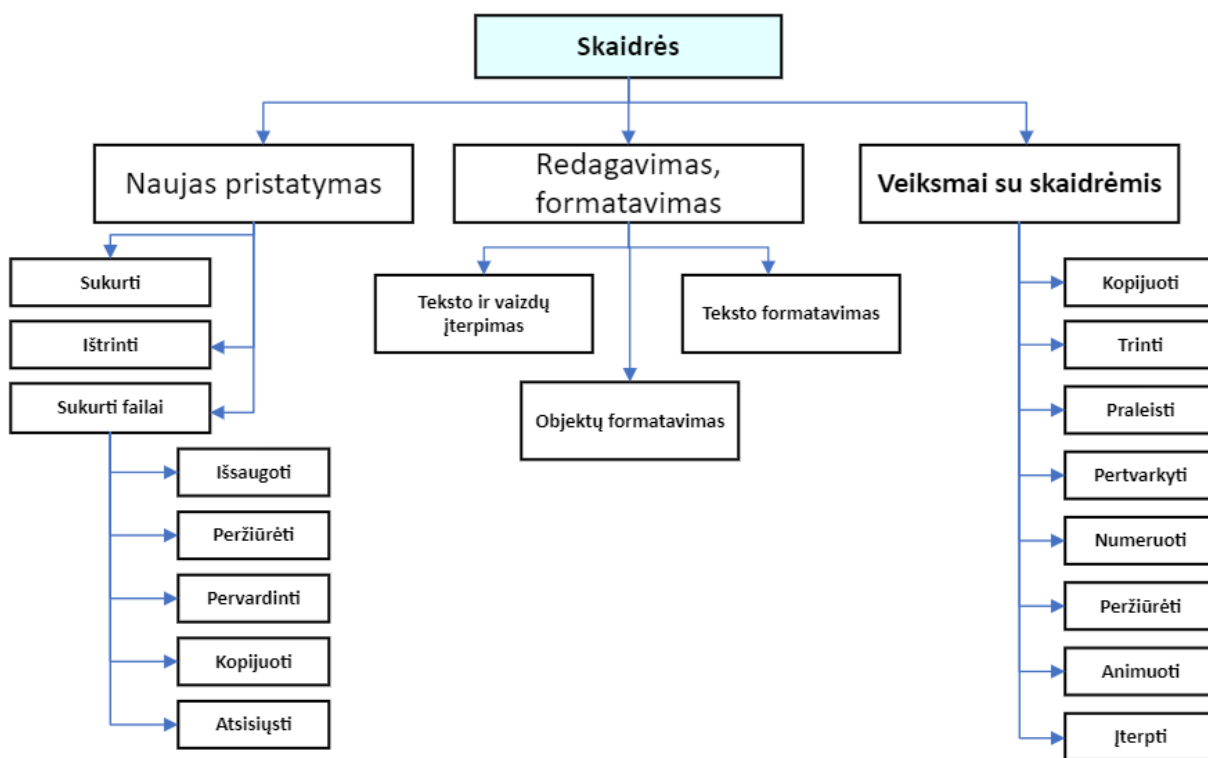 Skaidrės
Naujas pristatymas
Redagavimas,
formatavimas
Veiksmai su skaidrėmis
Sukurti
Ištrinti
Sukurti failai
Išsaugoti
Peržiūrėti
Pervardinti
Kopijuoti
Atsisiųsti
Teksto ir vaizdų
įterpimas
Objektų formatavimas
Teksto formatavimas
Kopijuoti
Trinti
Praleisti
Pertvarkyti
Numeruoti
Peržiūrėti
Animuoti
Įterpti